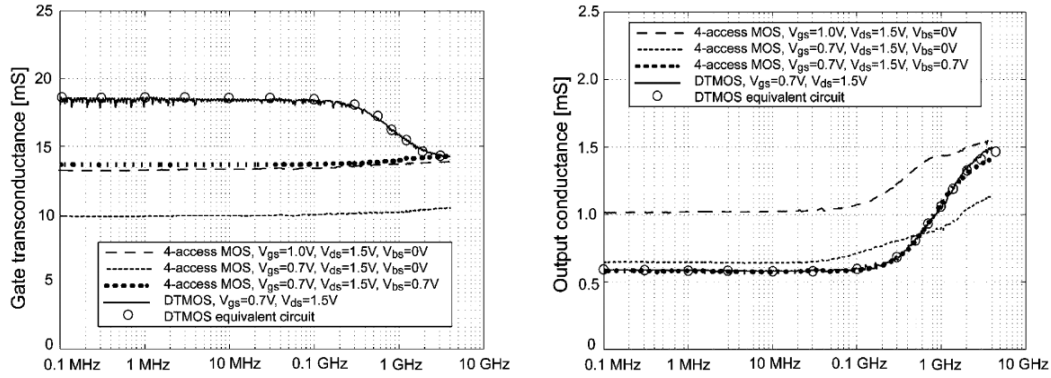 Gate transconductance [mS]
25
20
15
10
5
0
4-access MOS, Vgs=1.0V, Vds=1.5V, Vbs=0V
4-access MOS, Vgs=0.7V, Vds=1.5V, Vbs=0V
4-access MOS, Vgs=0.7V, Vds=1.5V, Vbs=0.7V
DTMOS, Vgs=0.7V, Vds=1.5V
DTMOS equivalent circuit
0.1 MHz 1 MHz 10 MHz 0.1 GHz 1 GHz 10 GHz
Output conductance [mS]
2.5
2.0
1.5
1.0
0.5
0
4-access MOS, Vgs=1.0V, Vds=1.5V, Vbs=0V
4-access MOS, Vgs=0.7V, Vds=1.5V, Vbs=0V
4-access MOS, Vgs=0.7V, Vds=1.5V, Vbs=0.7V
DTMOS, Vgs=0.7V, Vds=1.5V
DTMOS equivalent circuit
0.1 MHz 1 MHz 10 MHz 0.1 GHz 1 GHz 10 GHz